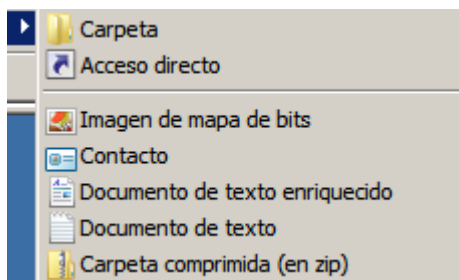 Carpeta
Acceso directo
Imagen de mapa de bits
Contacto
Documento de texto enriquecido
Documento de texto
Carpeta comprimida (en zip)